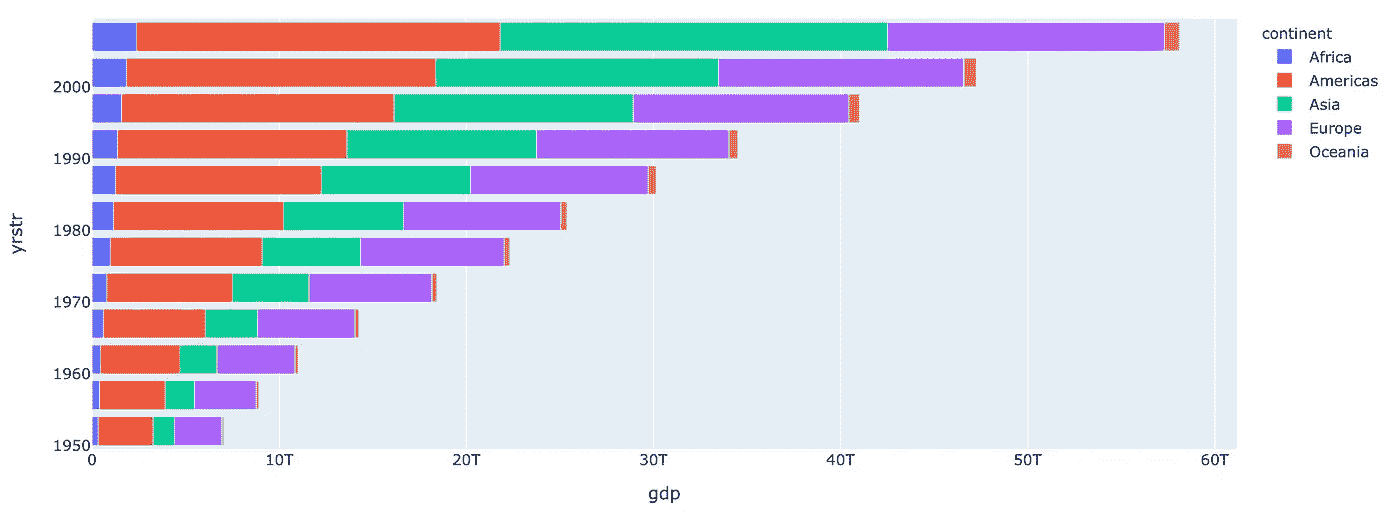 continent
Africa
Americas
Asia
Europe
Oceania
yrstr
2000
1990
1980
1970
1960
1950
0 10T 20T 30T 40T 50T 60T
gdp